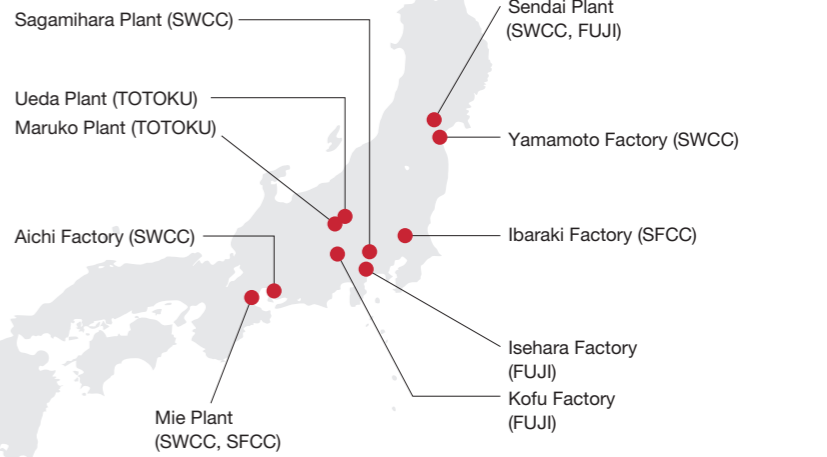 Sendai Plant
(SWCC, FUJI)
Sagamihara Plant (SWCC)
Ueda Plant (TOTOKU)
Maruko Plant (TOTOKU)
Yamamoto Factory (SWCC)
Aichi Factory (SWCC)
Ibaraki Factory (SFCC)
Isehara Factory
(FUJI)
Kofu Factory
(FUJI)
Mie Plant
(SWCC, SFCC)